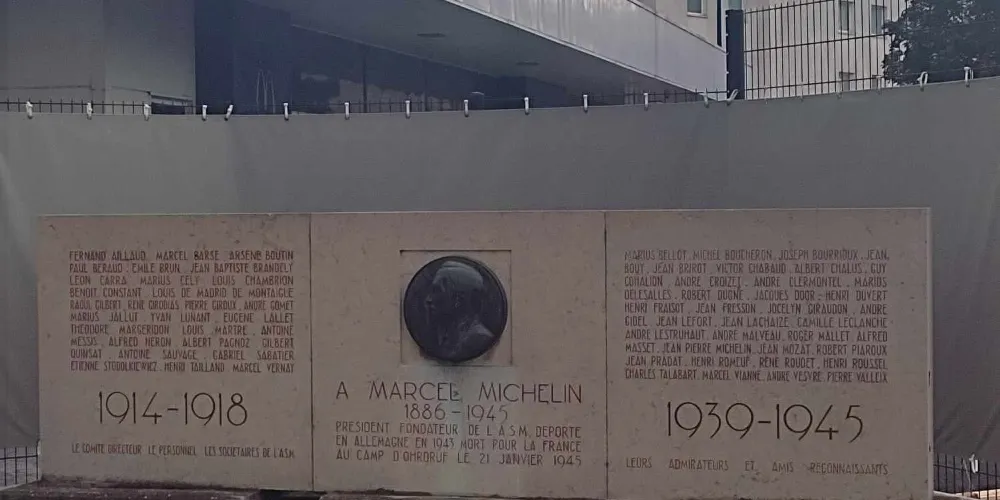 FERNAND AILLAUD, MARCEL BARSE, ARSENE BOUTIN
PAUL BERAUD, EMILE BRUN, JEAN BAPTISTE BRANDELY
LEON CARRA, MARIUS CELY, LOUIS CHAMBRION
BENOIT CONSTANT, LOUIS DE MADRID DE MONTAIGLE
RAOUL GILBERT, RENE GIRODIAS, PIERRE GIROUX, ANDRE GOMET
MARIUS JALLUT, YVAN LUNANT, EUGENE LALLET
THEODORE MARGERIDON, LOUIS MARTRE, ANTOINE
MESSIS, ALFRED NERON, ALBERT PAGNOZ, GILBERT
QUINSAT, ANTOINE SAUVAGE, GABRIEL SABATIER
ETIENNE STODOLKIEWICZ, HENRI TAILLAND, MARCEL VERNAY
1914-1918
LE COMITE DIRECTEUR LE PERSONNEL LES SOCIETAIRES DE L'A.S.M.
A MARCEL MICHELIN
1886-1945
PRESIDENT FONDATEUR DE L'A.S.M. DEPORTE
EN ALLEMAGNE EN 1943 MORT POUR LA FRANCE
AU CAMP D'OHRDRUF LE 21 JANVIER 1945
MARIUS BELLOT, MICHEL BOUCHERON, JOSEPH BOURRIOUX, JEAN
BOUY, JEAN BRIROT, VICTOR CHABAUD, ALBERT CHALUS, GUY
COHALION, ANDRE CROIZET, ANDRE CLERMONTEL, MARIUS
DELESALLES, ROBERT DUGNE, JACQUES DOOR, HENRI DUVERT
HENRI FRAISOT, JEAN FRESSON, JOCELYN GIRAUDON, ANDRE
GIDEL, JEAN LEFORT, JEAN LACHAIZE, CAMILLE LECLANCHE
ANDRE LESTRUHAUT, ANDRE MALVEAU, ROGER MALLET, ALFRED
MASSET, JEAN PIERRE MICHELIN, JEAN MOZAT, ROBERT PIAROUX
JEAN PRADAT, HENRI ROMEUF, RENE ROUDET, HENRI ROUSSEL
CHARLES TALABART, MARCEL VIANNE, ANDRE VESVRE, PIERRE VALLEIX
1939-1945
LEURS ADMIRATEURS ET AMIS RECONNAISSANTS